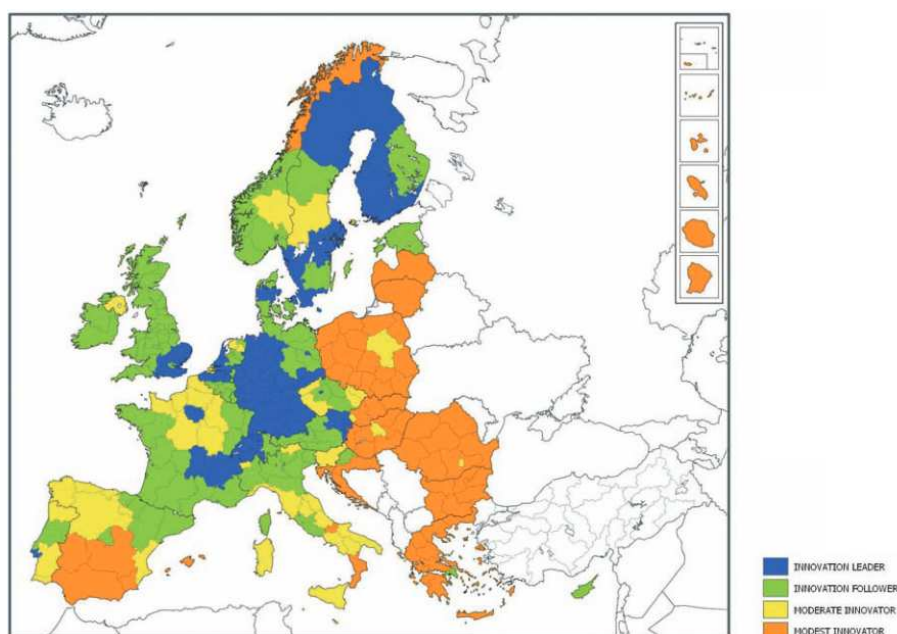 INNOVATION LEADER
INNOVATION FOLLOWER
MODERATE INNOVATOR
MODEST INNOVATOR